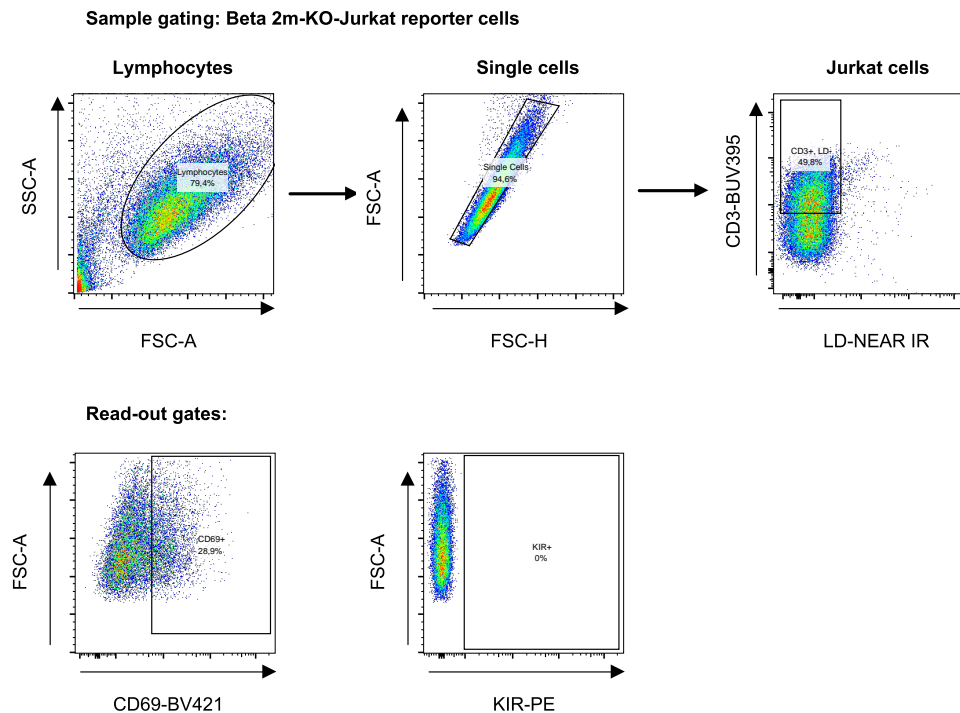 Sample gating: Beta 2m-KO-Jurkat reporter cells
Lymphocytes
Single cells
Jurkat cells
SSC-A
Lymphocytes
79,4%
FSC-A
FSC-A
Single Cells
94,6%
FSC-H
CD3-BUV395
CD3+, LD-
49,8%
LD-NEAR IR
Read-out gates:
FSC-A
CD69+
28,9%
CD69-BV421
FSC-A
KIR+
0%
KIR-PE